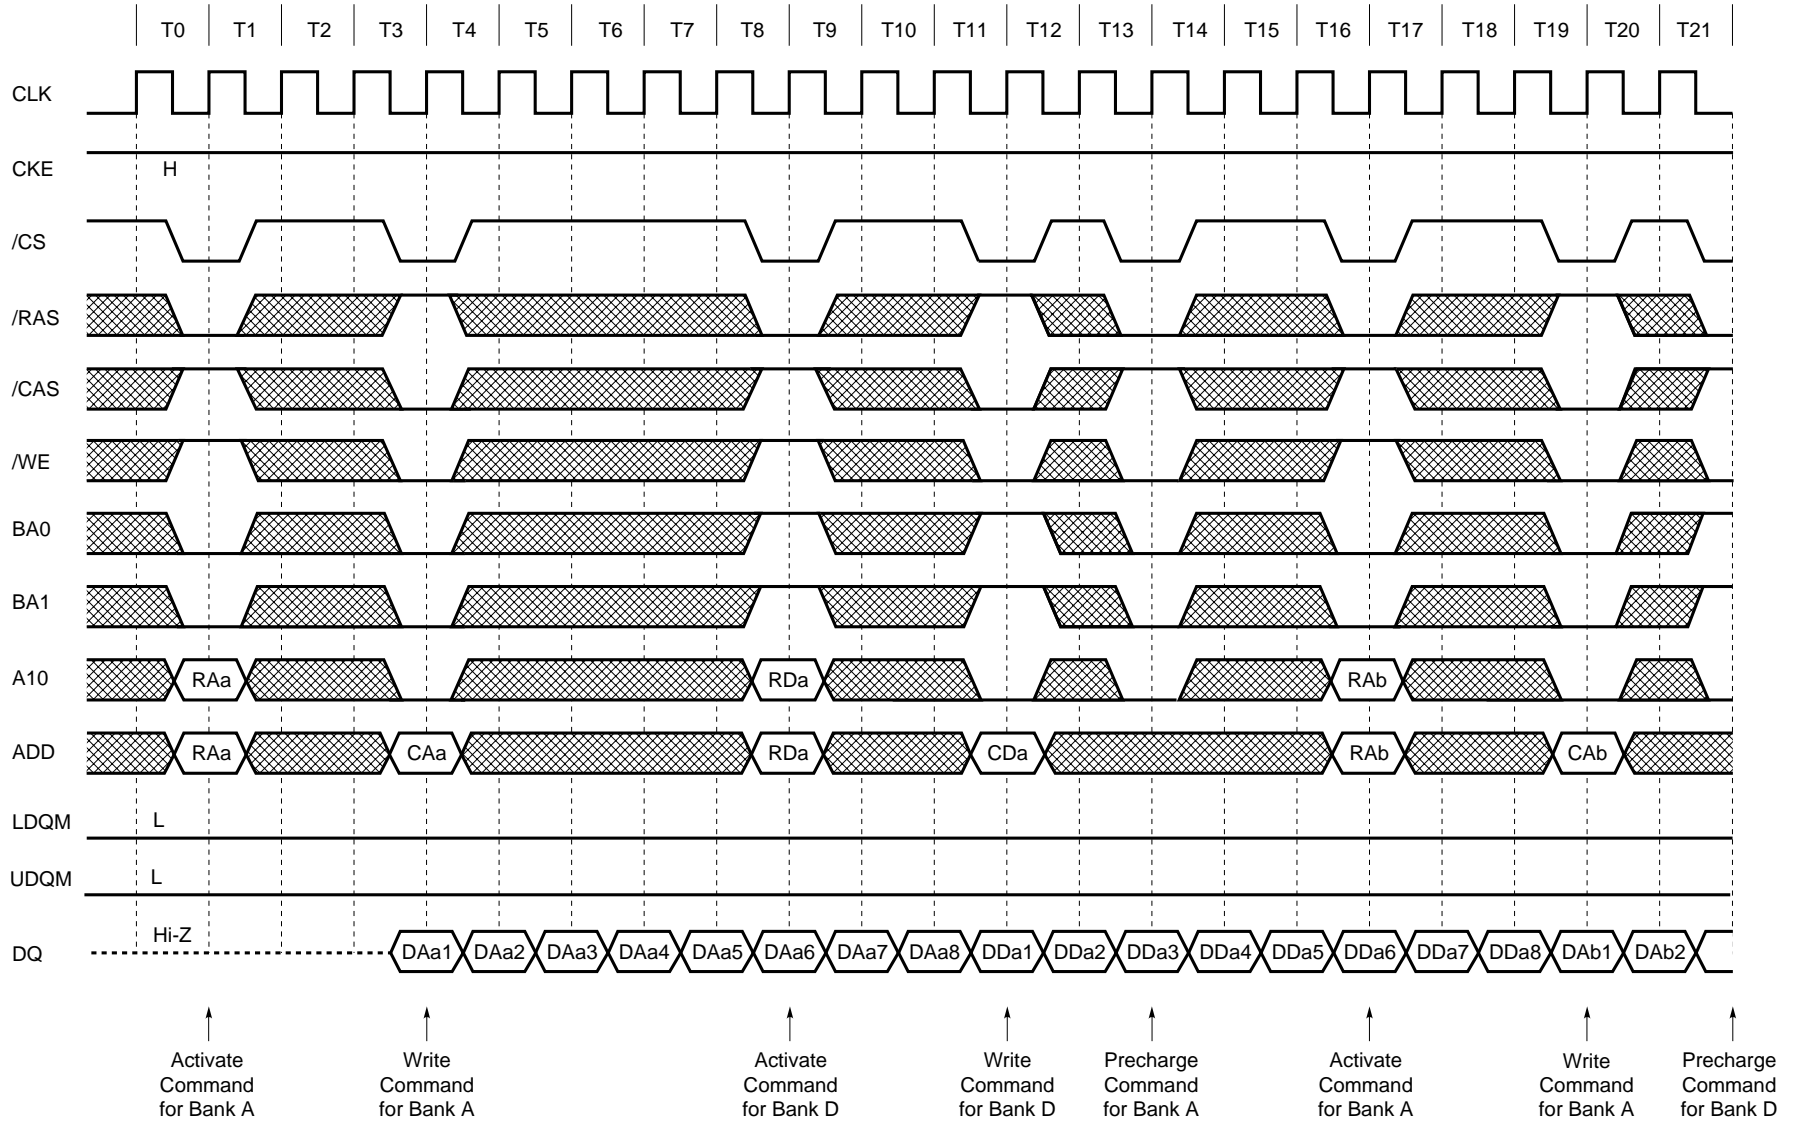 T0 T1 T2 T3 T4 T5 T6 T7 T8 T9 T10 T11 T12 T13 T14 T15 T16 T17 T18 T19 T20 T21
CLK
CKE H
/CS
/RAS
/CAS
/WE
BA0
BA1
A10 RAa RDa RAb
ADD RAa CAa RDa CDa RAb CAb
LDQM L
UDQM L
DQ Hi-Z DAa1 DAa2 DAa3 DAa4 DAa5 DAa6 DAa7 DAa8 DDa1 DDa2 DDa3 DDa4 DDa5 DDa6 DDa7 DDa8 DAb1 DAb2
Activate
Command
for Bank A
Write
Command
for Bank A
Activate
Command
for Bank D
Write
Command
for Bank D
Precharge
Command
for Bank A
Activate
Command
for Bank A
Write
Command
for Bank A
Precharge
Command
for Bank D